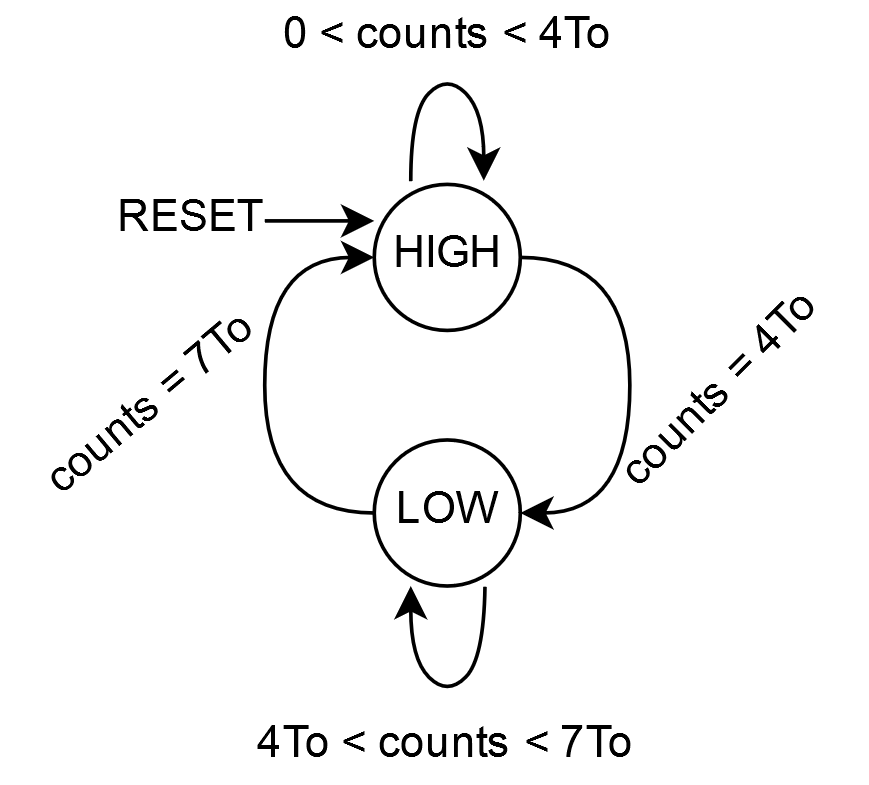 0 < counts < 4To
RESET
HIGH
counts = 7To
counts = 4To
LOW
4To < counts < 7To